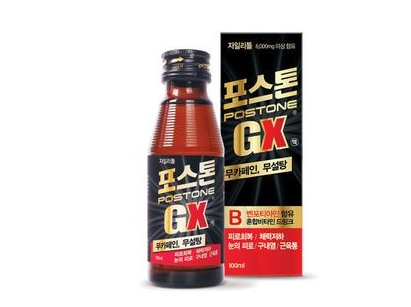 자일리톨
포스톤
POSTONE
GX
무카페인, 무설탕
피로회복 / 체력저하
눈의 피로 / 구내염 / 근육통
자일리톨 8,000mg 이상 함유
포스톤
POSTONE
GX
액
무카페인, 무설탕
B 벤포티아민 함유
혼합비타민 드링크
피로회복 / 체력저하
눈의 피로 / 구내염 / 근육통
100ml